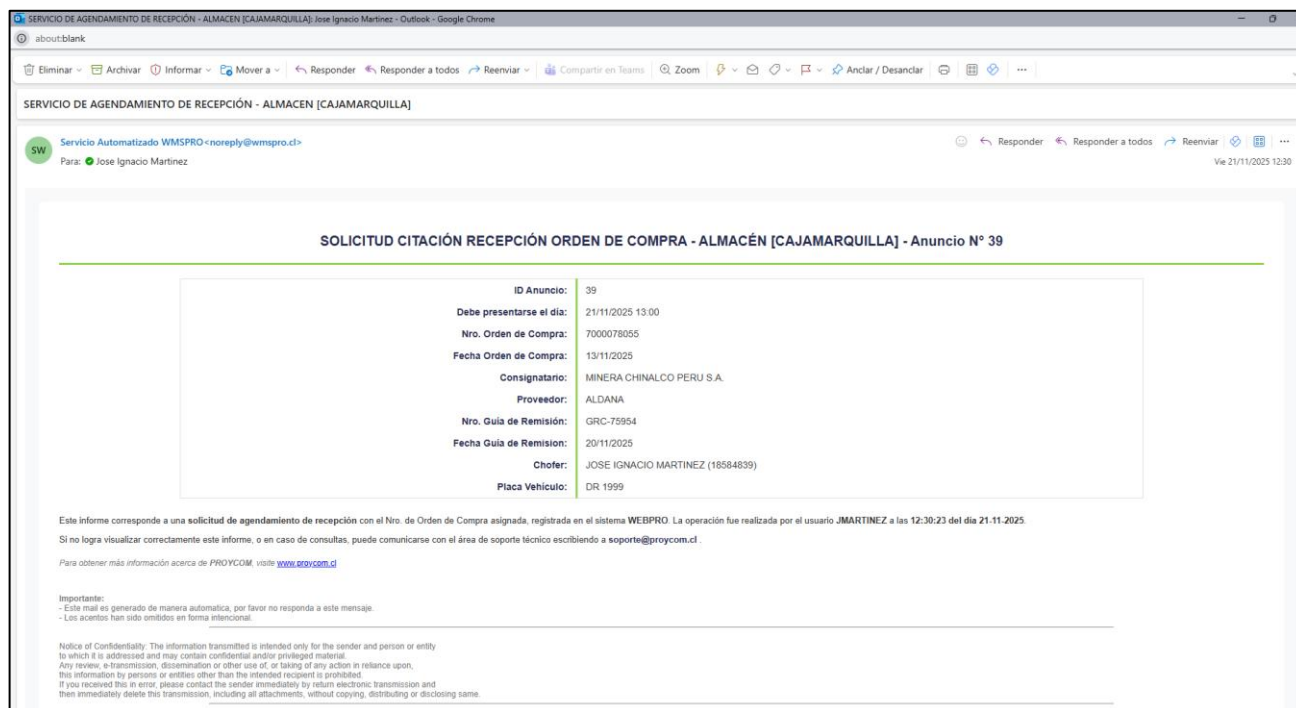 SERVICIO DE AGENDAMIENTO DE RECEPCIÓN - ALMACEN [CAJAMARQUILLA]: Jose Ignacio Martinez - Outlook - Google Chrome
about:blank
Eliminar Archivar Informar Mover a Responder Responder a todos Reenviar Compartir en Teams Zoom Anclar / Desanclar
SERVICIO DE AGENDAMIENTO DE RECEPCIÓN - ALMACEN [CAJAMARQUILLA]
SW
Servicio Automatizado WMSPRO<noreply@wmspro.cl>
Para: Jose Ignacio Martinez
Responder Responder a todos Reenviar
Vie 21/11/2025 12:30
SOLICITUD CITACIÓN RECEPCIÓN ORDEN DE COMPRA - ALMACÉN [CAJAMARQUILLA] - Anuncio N° 39
ID Anuncio: 39
Debe presentarse el día: 21/11/2025 13:00
Nro. Orden de Compra: 7000078055
Fecha Orden de Compra: 13/11/2025
Consignatario: MINERA CHINALCO PERU S.A.
Proveedor: ALDANA
Nro. Guía de Remisión: GRC-75954
Fecha Guía de Remision: 20/11/2025
Chofer: JOSE IGNACIO MARTINEZ (18584839)
Placa Vehículo: DR 1999
Este informe corresponde a una solicitud de agendamiento de recepción con el Nro. de Orden de Compra asignada, registrada en el sistema WEBPRO. La operación fue realizada por el usuario JMARTINEZ a las 12:30:23 del día 21-11-2025.
Si no logra visualizar correctamente este informe, o en caso de consultas, puede comunicarse con el área de soporte técnico escribiendo a soporte@proycom.cl .
Para obtener más información acerca de PROYCOM, visite www.proycom.cl
Importante:
- Este mail es generado de manera automatica, por favor no responda a este mensaje.
- Los acentos han sido omitidos en forma intencional.
Notice of Confidentiality: The information transmitted is intended only for the sender and person or entity
to which it is addressed and may contain confidential and/or privileged material.
Any review, e-transmission, dissemination or other use of, or taking of any action in reliance upon,
this information by persons or entities other than the intended recipient is prohibited.
If you received this in error, please contact the sender immediately by return electronic transmission and
then immediately delete this transmission, including all attachments, without copying, distributing or disclosing same.